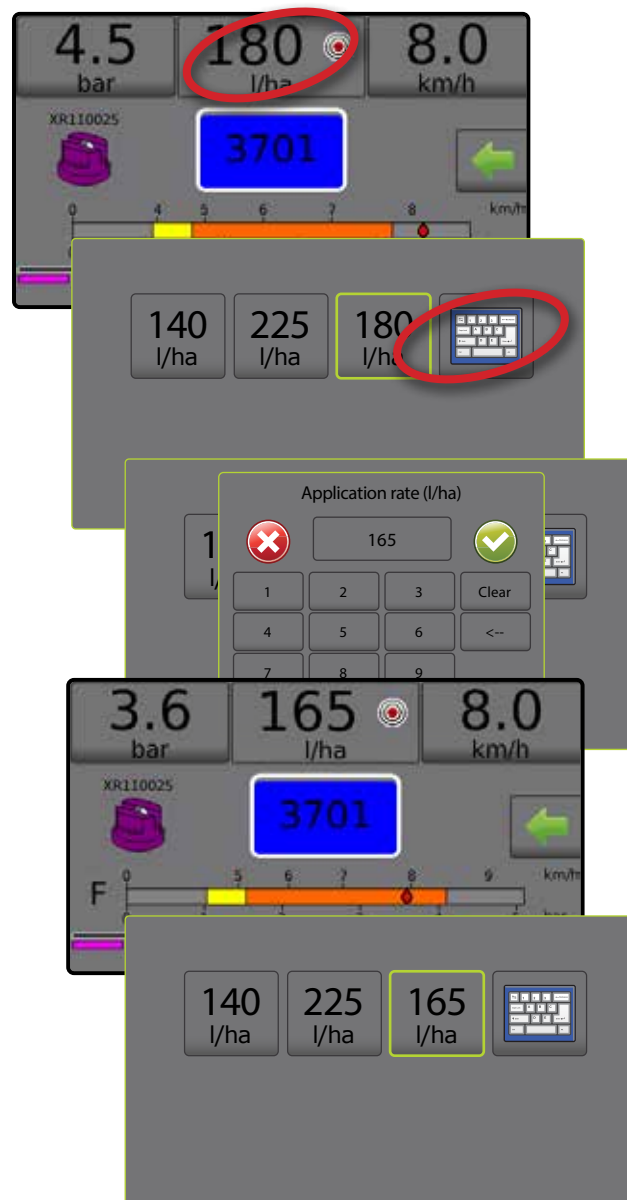 4.5 180 8.0
bar l/ha km/h
XR110025
3701
0 4 5 6 7 8 km/h
140 225 180
l/ha l/ha l/ha
Application rate (l/ha)
1 165
l/
1 2 3 Clear
4 5 6 <--
7 8 9
3.6 165 8.0
bar l/ha km/h
XR110025
3701
0 5 6 7 8 9 km/h
F
140 225 165
l/ha l/ha l/ha